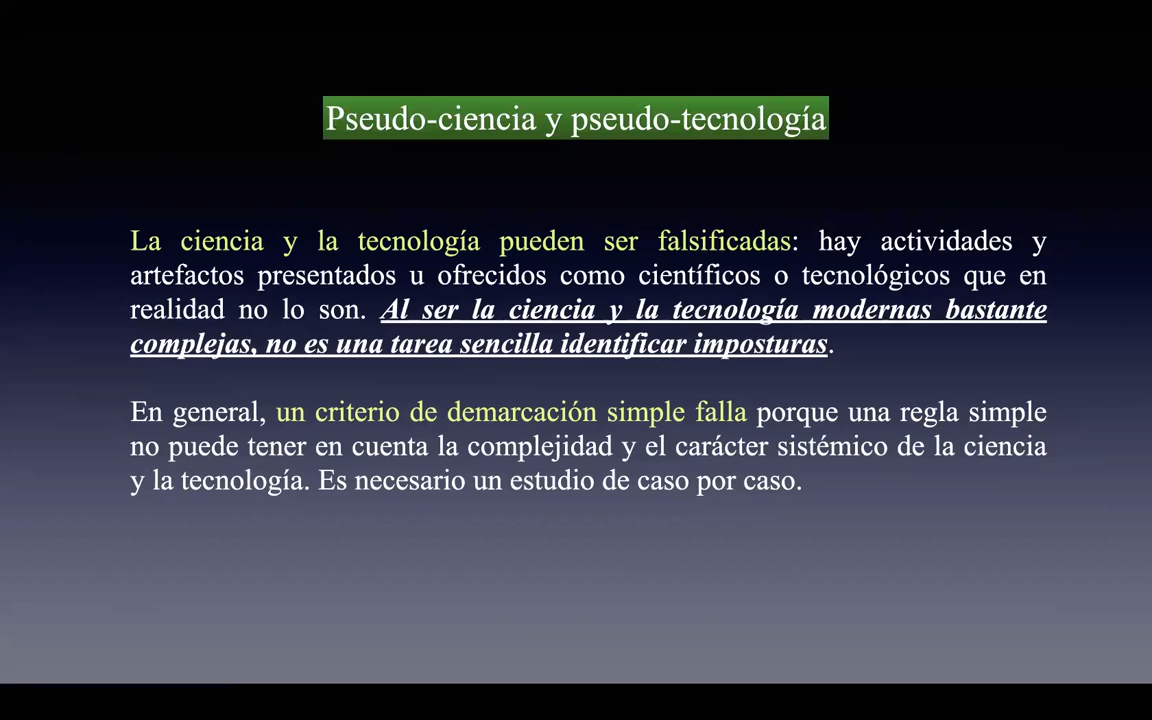 Pseudo-ciencia y pseudo-tecnología
La ciencia y la tecnología pueden ser falsificadas: hay actividades y
artefactos presentados u ofrecidos como científicos o tecnológicos que en
realidad no lo son. Al ser la ciencia y la tecnología modernas bastante
complejas, no es una tarea sencilla identificar imposturas.
En general, un criterio de demarcación simple falla porque una regla simple
no puede tener en cuenta la complejidad y el carácter sistémico de la ciencia
y la tecnología. Es necesario un estudio de caso por caso.